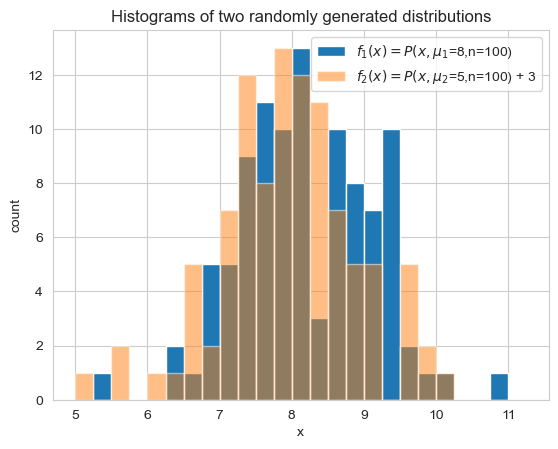 Histograms of two randomly generated distributions
f₁(x) = P(x, μ₁=8,n=100)
f₂(x) = P(x, μ₂=5,n=100) + 3
12
10
8
6
4
2
0
count
5 6 7 8 9 10 11
x